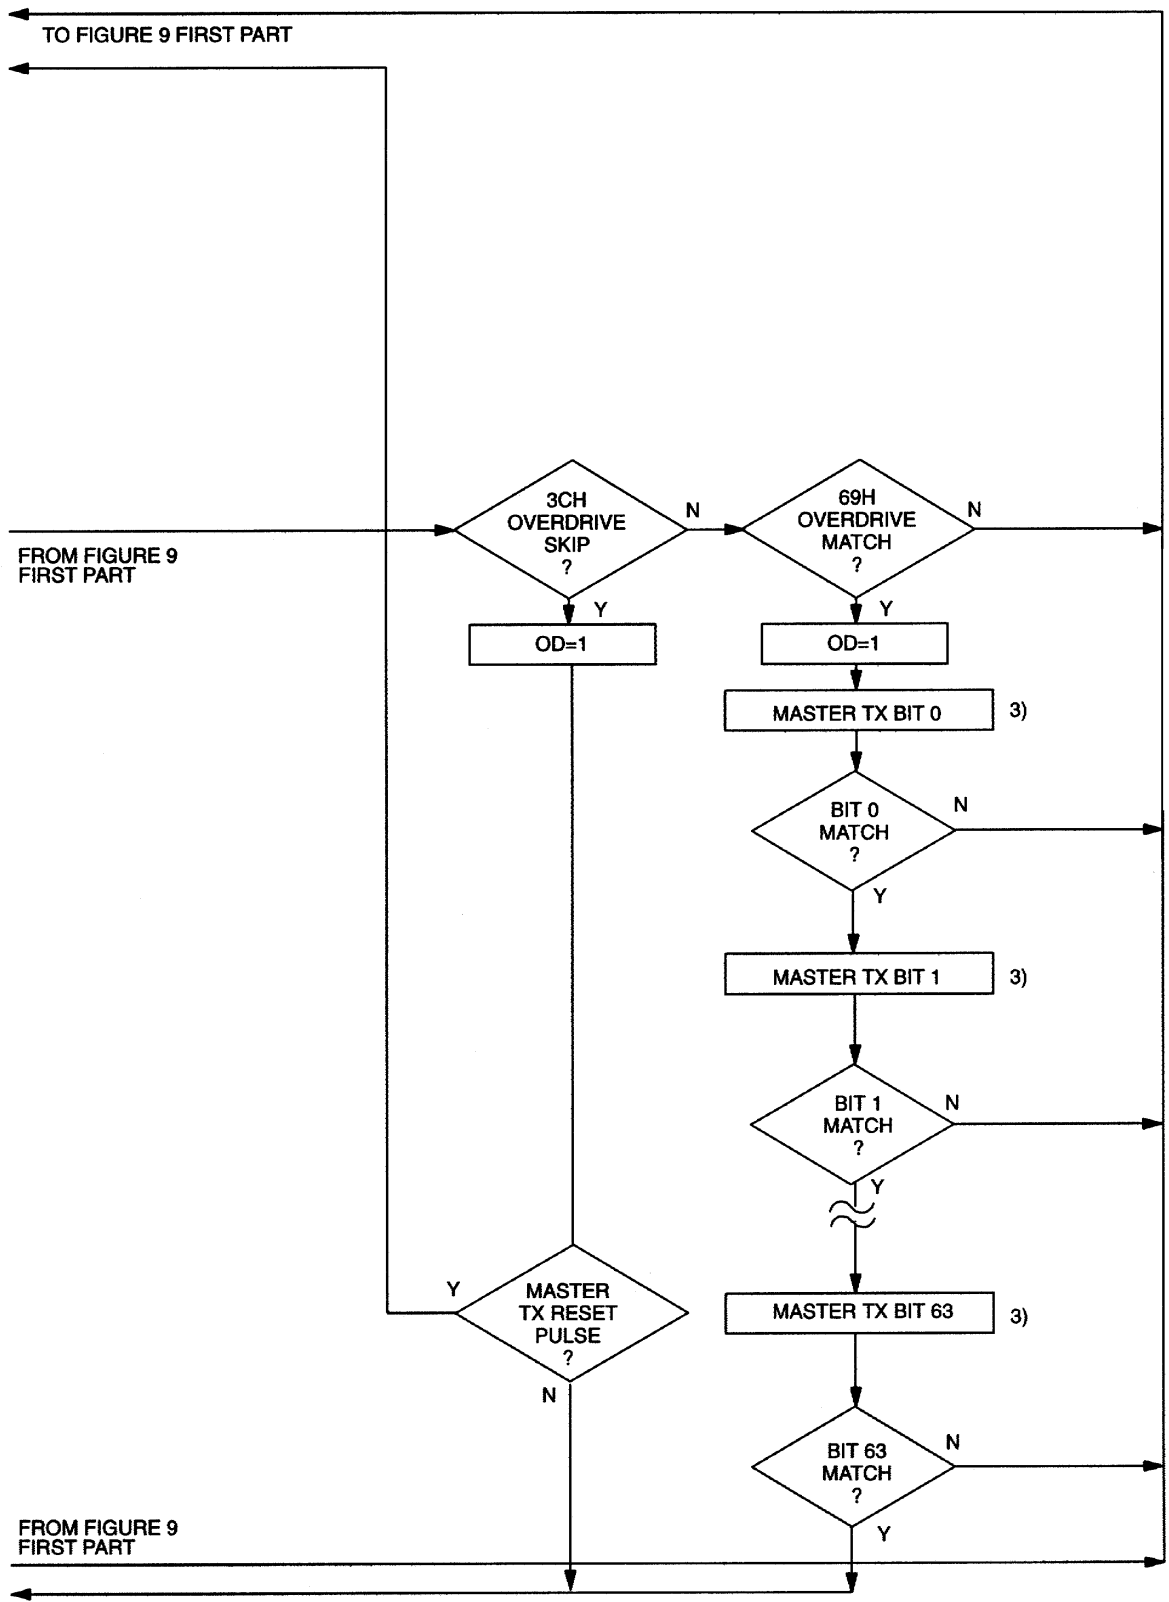 TO FIGURE 9 FIRST PART
3CH
OVERDRIVE
SKIP
?
N
69H
OVERDRIVE
MATCH
?
N
FROM FIGURE 9
FIRST PART
Y
Y
OD=1
OD=1
MASTER TX BIT 0
3)
BIT 0
MATCH
?
N
Y
MASTER TX BIT 1
3)
BIT 1
MATCH
?
N
Y
Y
MASTER
TX RESET
PULSE
?
N
MASTER TX BIT 63
3)
BIT 63
MATCH
?
N
Y
FROM FIGURE 9
FIRST PART